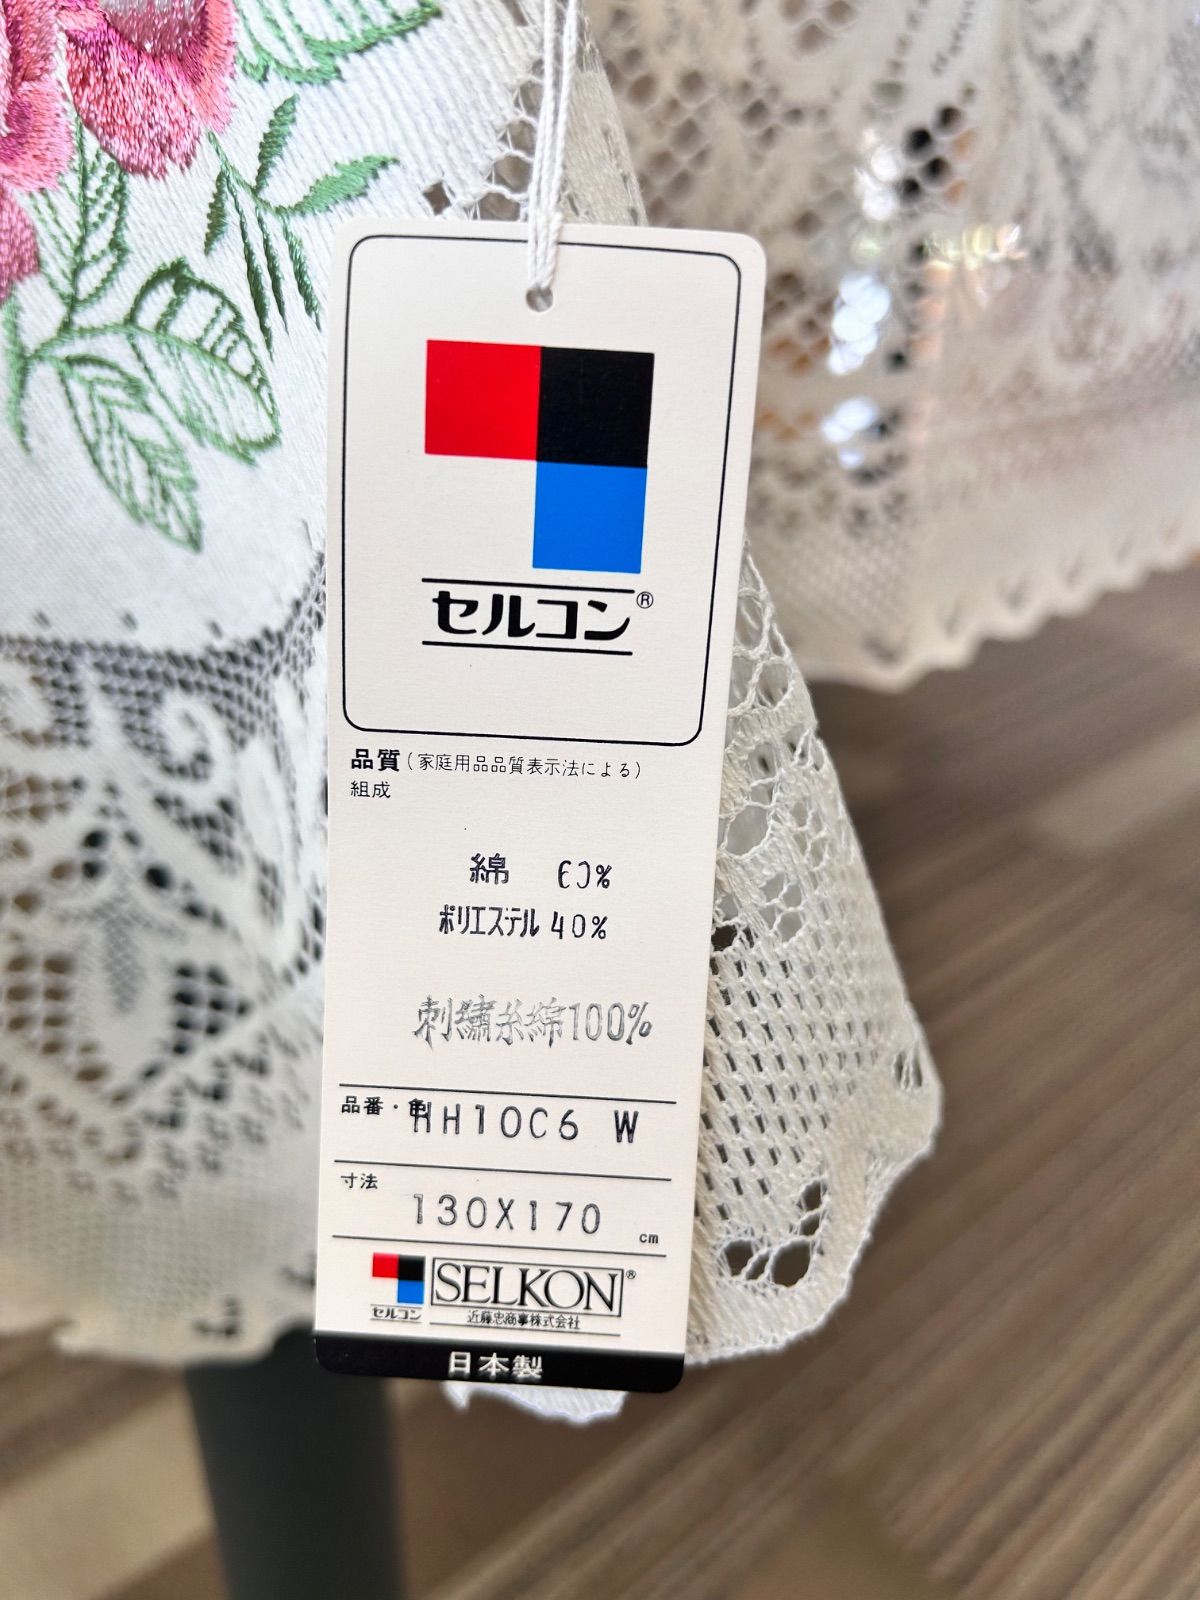 セルコン®
品質（家庭用品品質表示法による）
組成
綿 60%
ポリエステル 40%
刺繍糸綿100%
品番・色 HH10C6 W
寸法 130X170 cm
セルコン SELKON®
近藤忠商事株式会社
日本製